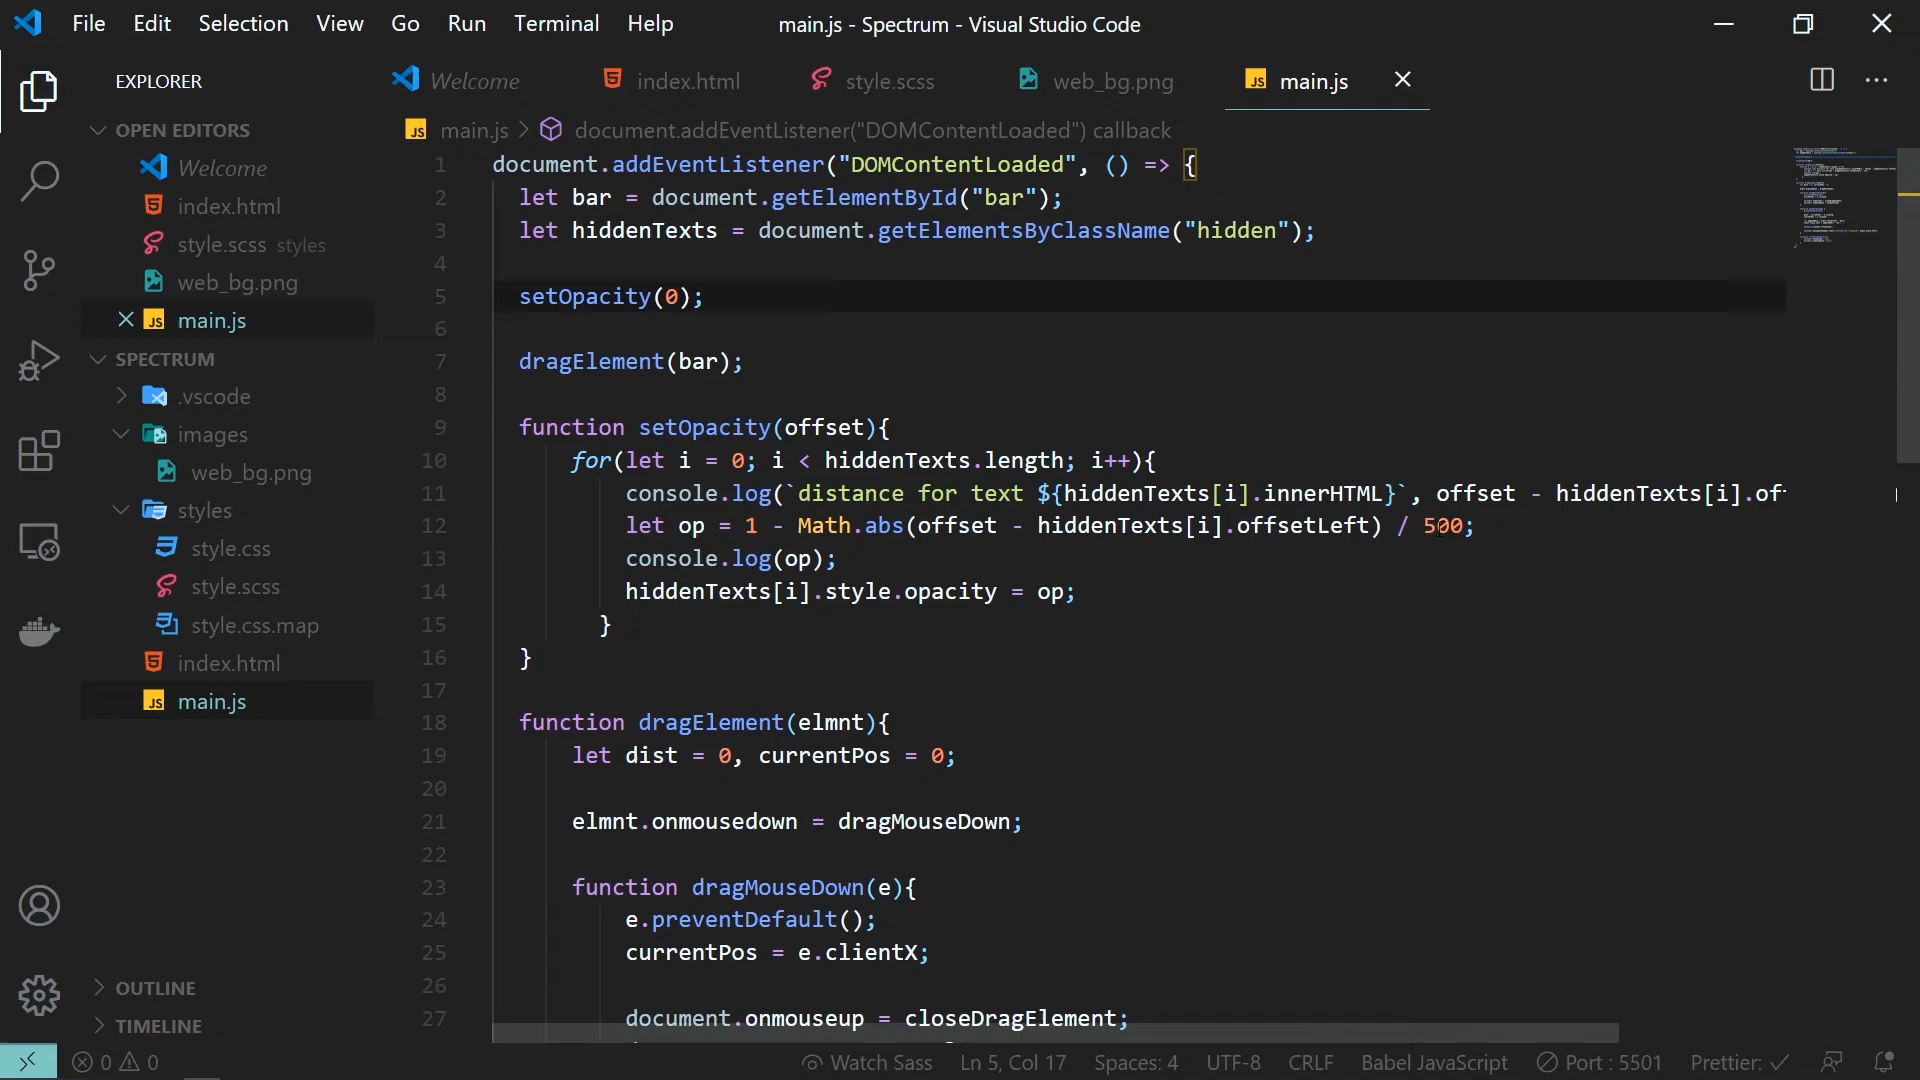 File Edit Selection View Go Run Terminal Help
main.js - Spectrum - Visual Studio Code
EXPLORER
OPEN EDITORS
Welcome
index.html
style.scss styles
web_bg.png
main.js
SPECTRUM
.vscode
images
web_bg.png
styles
style.css
style.scss
style.css.map
index.html
main.js
OUTLINE
TIMELINE
Welcome index.html style.scss web_bg.png main.js
main.js > document.addEventListener("DOMContentLoaded") callback
1 document.addEventListener("DOMContentLoaded", () => {
2 let bar = document.getElementById("bar");
3 let hiddenTexts = document.getElementsByClassName("hidden");
4
5 setOpacity(0);
6
7 dragElement(bar);
8
9 function setOpacity(offset){
10 for(let i = 0; i < hiddenTexts.length; i++){
11 console.log(`distance for text ${hiddenTexts[i].innerHTML}`, offset - hiddenTexts[i].of
12 let op = 1 - Math.abs(offset - hiddenTexts[i].offsetLeft) / 500;
13 console.log(op);
14 hiddenTexts[i].style.opacity = op;
15 }
16 }
17
18 function dragElement(elmnt){
19 let dist = 0, currentPos = 0;
20
21 elmnt.onmousedown = dragMouseDown;
22
23 function dragMouseDown(e){
24 e.preventDefault();
25 currentPos = e.clientX;
26
27 document.onmouseup = closeDragElement;
0 0 Watch Sass Ln 5, Col 17 Spaces: 4 UTF-8 CRLF Babel JavaScript Port : 5501 Prettier: ✓